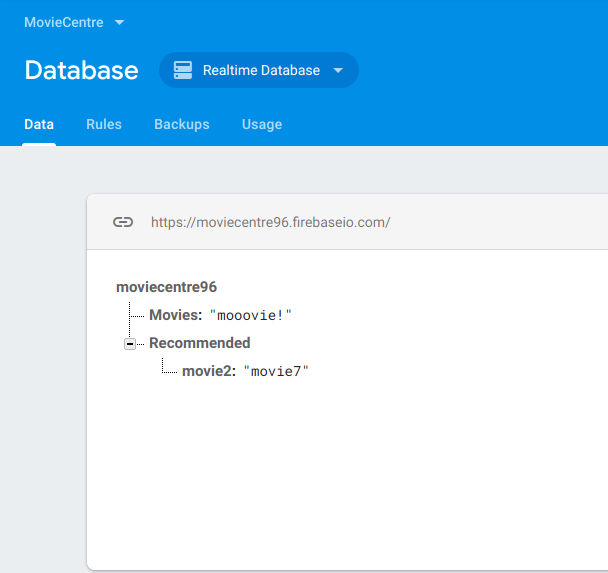 MovieCentre
Database Realtime Database
Data Rules Backups Usage
https://moviecentre96.firebaseio.com/
moviecentre96
Movies: "mooovie!"
Recommended
movie2: "movie7"